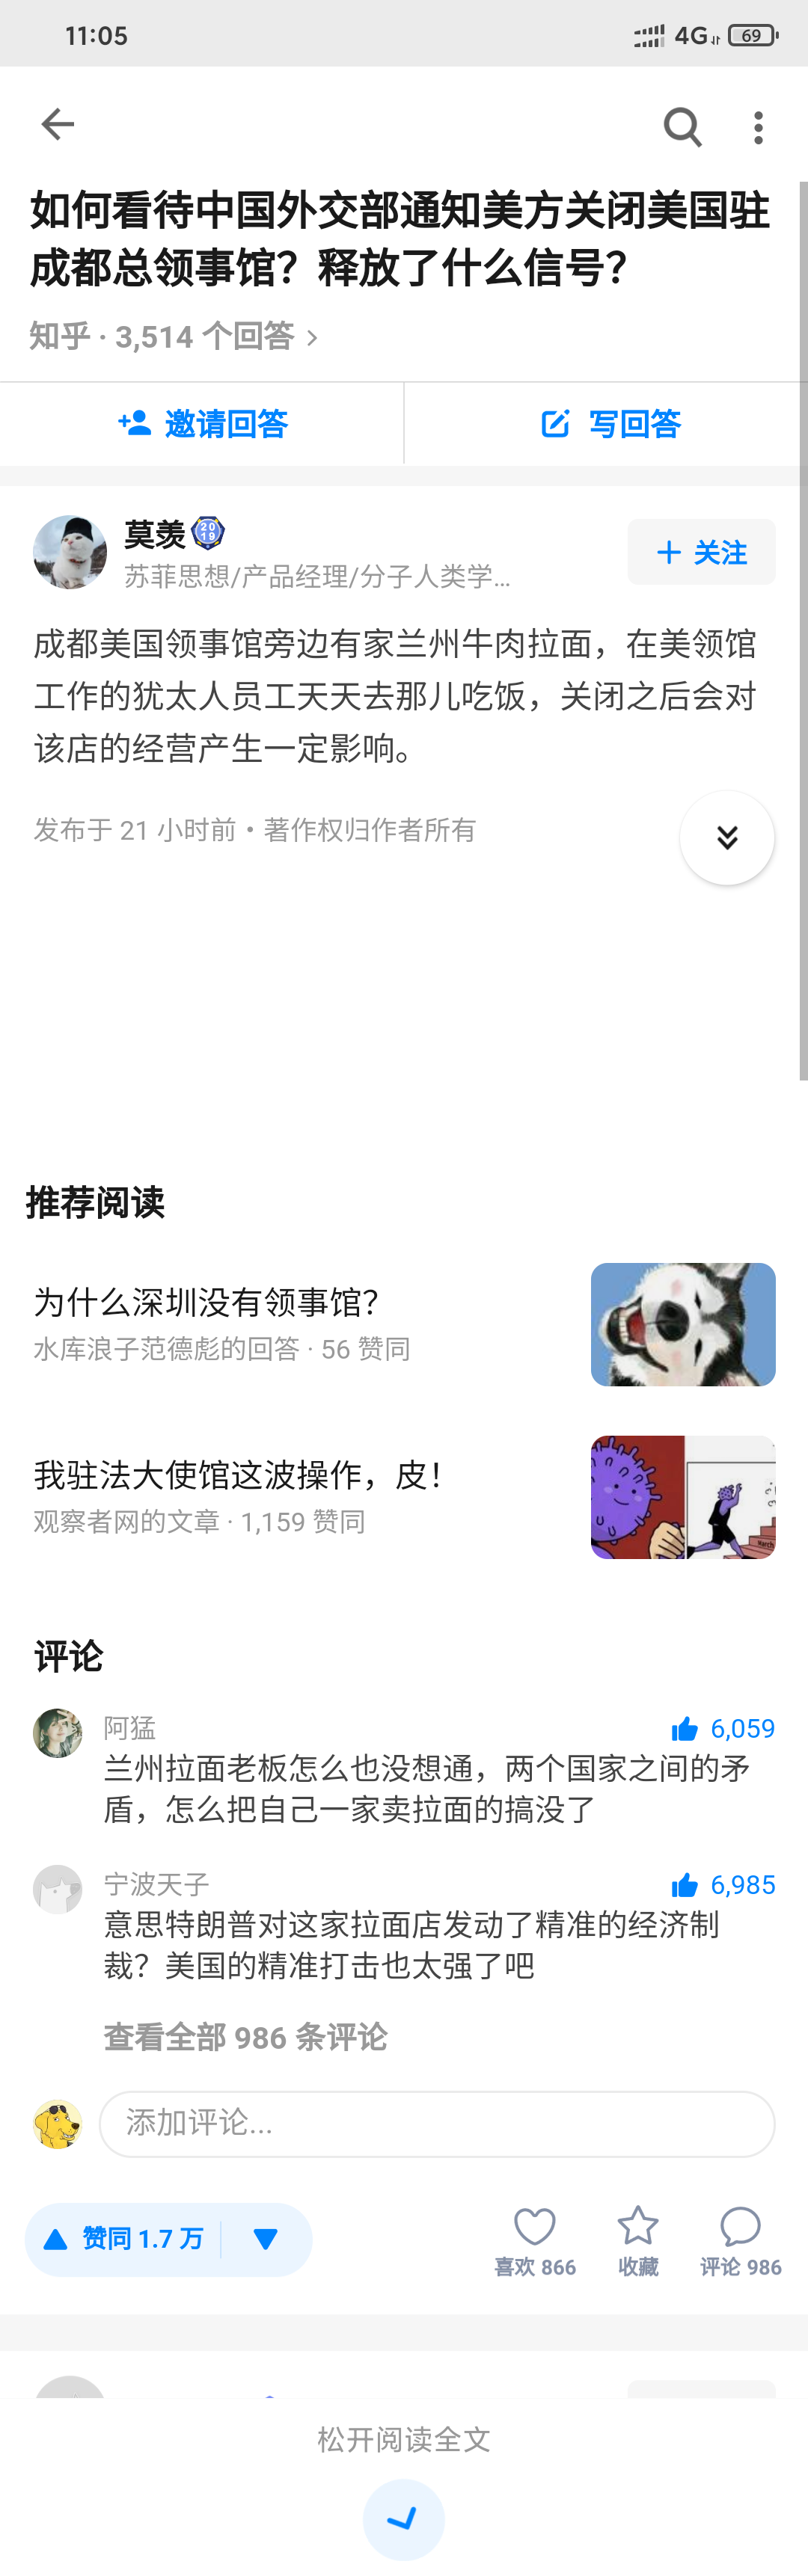 11:05
4G 69
如何看待中国外交部通知美方关闭美国驻
成都总领事馆？释放了什么信号？
知乎 · 3,514 个回答 >
邀请回答
写回答
莫羡
2019
苏菲思想/产品经理/分子人类学...
+ 关注
成都美国领事馆旁边有家兰州牛肉拉面，在美领馆
工作的犹太人员工天天去那儿吃饭，关闭之后会对
该店的经营产生一定影响。
发布于 21 小时前 • 著作权归作者所有
推荐阅读
为什么深圳没有领事馆？
水库浪子范德彪的回答 · 56 赞同
我驻法大使馆这波操作，皮！
观察者网的文章 · 1,159 赞同
March
评论
阿猛
6,059
兰州拉面老板怎么也没想通，两个国家之间的矛
盾，怎么把自己一家卖拉面的搞没了
宁波天子
6,985
意思特朗普对这家拉面店发动了精准的经济制
裁？美国的精准打击也太强了吧
查看全部 986 条评论
添加评论...
赞同 1.7 万
喜欢 866
收藏
评论 986
松开阅读全文